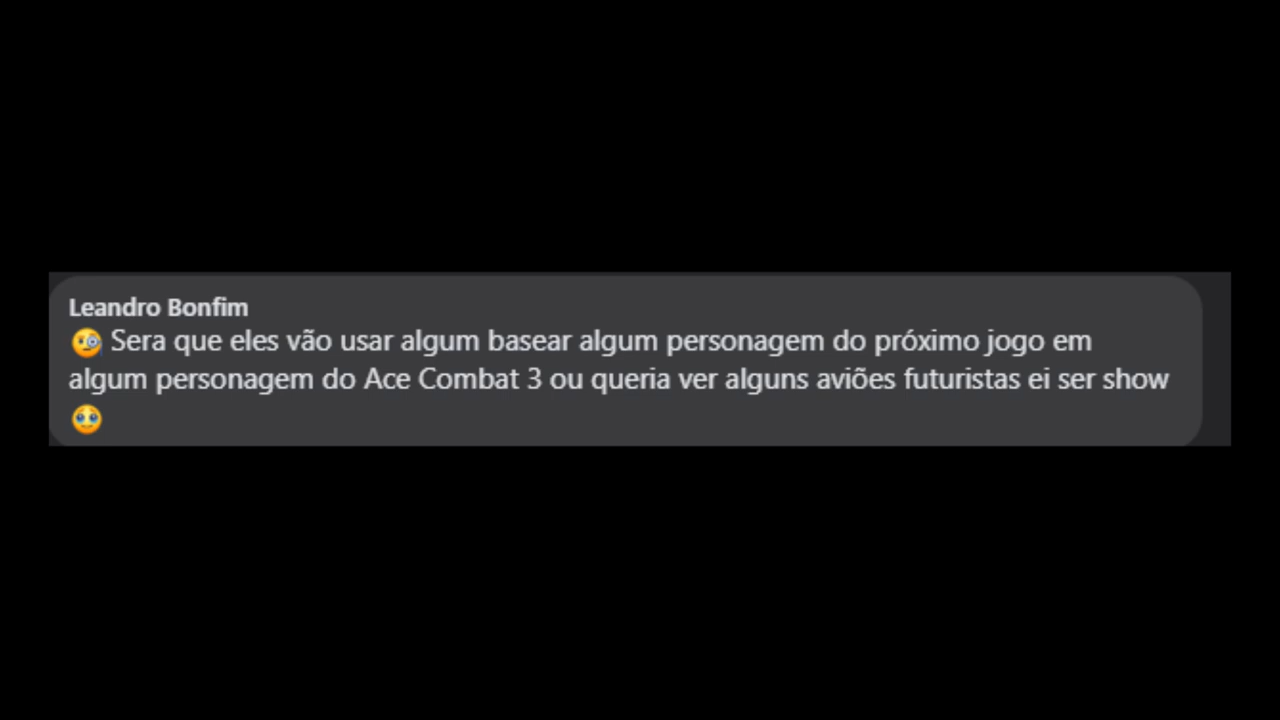 Leandro Bonfim
🧐 Sera que eles vão usar algum basear algum personagem do próximo jogo em
algum personagem do Ace Combat 3 ou queria ver alguns aviões futuristas ei ser show
🥹